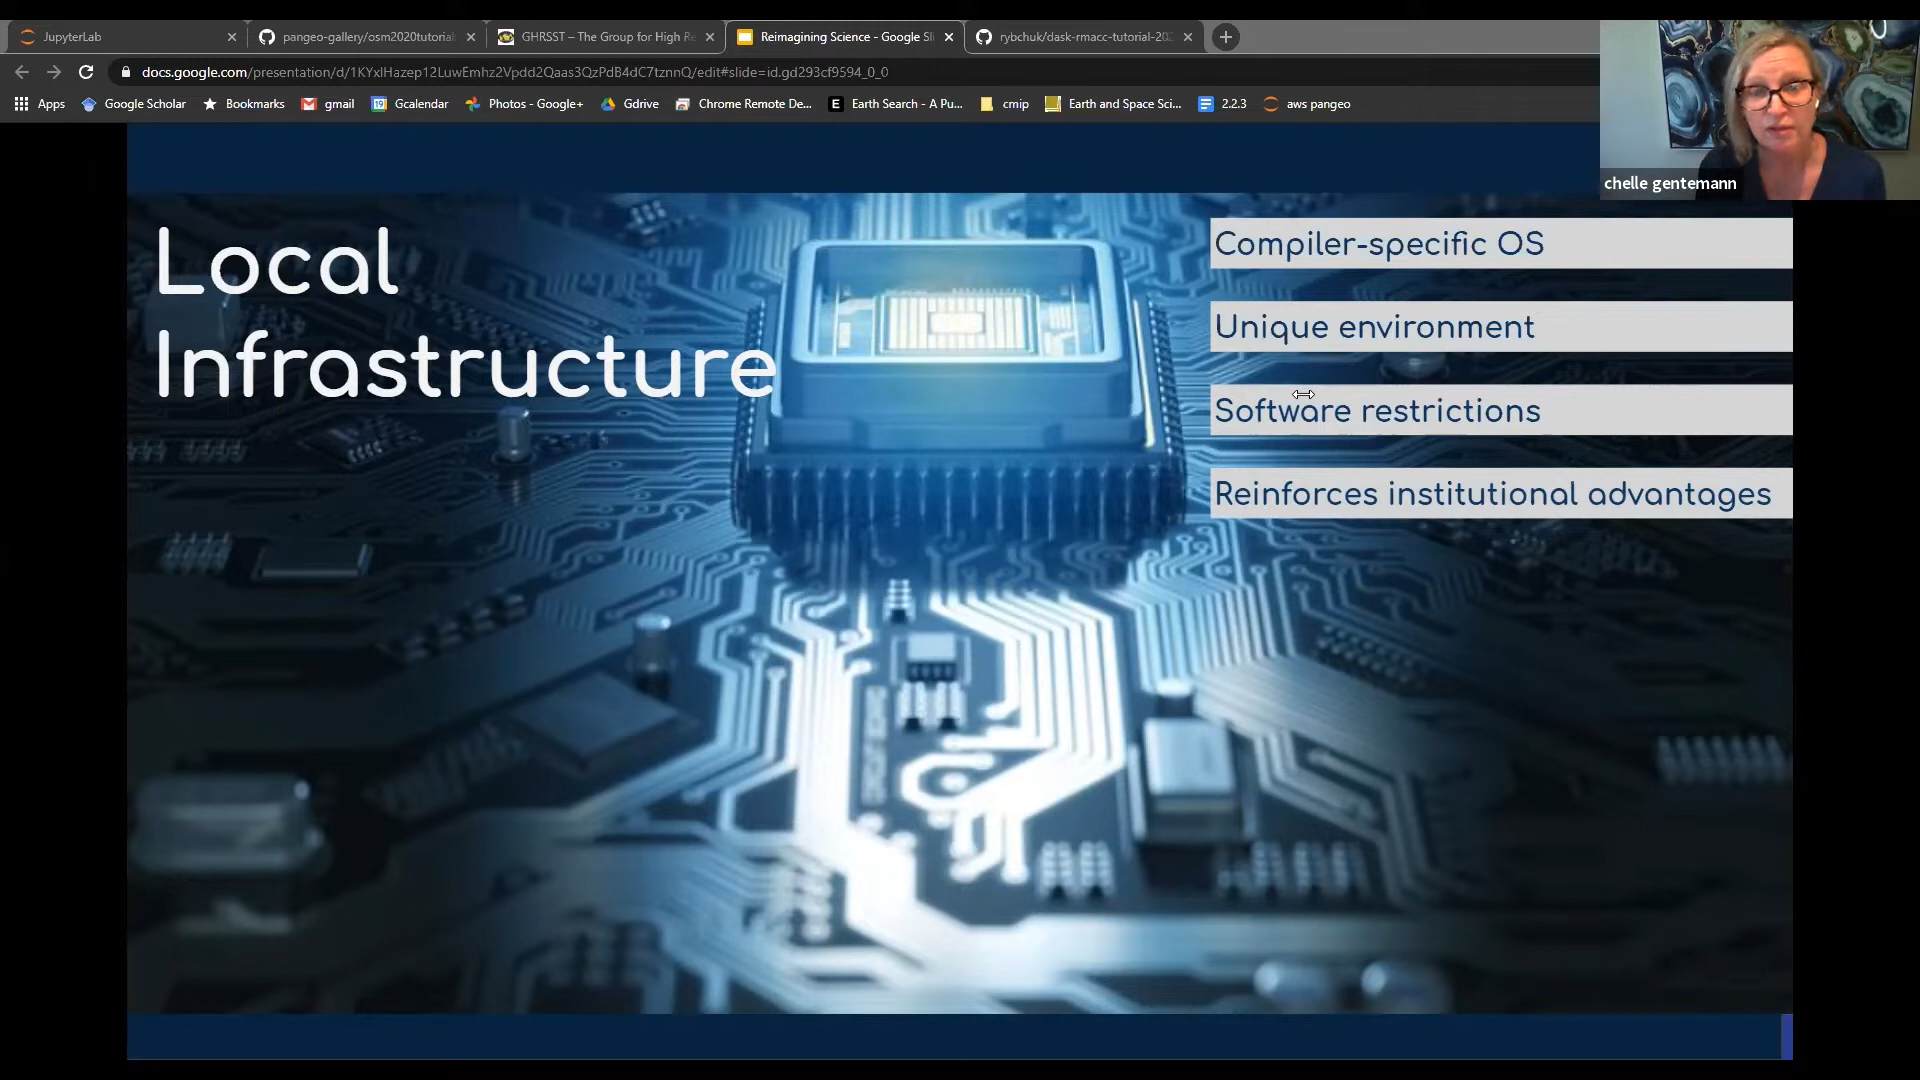 JupyterLab
pangeo-gallery/osm2020tutorial
GHRSST – The Group for High Re
Reimagining Science - Google Sli
rybchuk/dask-rmacc-tutorial-202
docs.google.com/presentation/d/1KYxlHazep12LuwEmhz2Vpdd2Qaas3QzPdB4dC7tznnQ/edit#slide=id.gd293cf9594_0_0
Apps
Google Scholar
Bookmarks
gmail
Gcalendar
Photos - Google+
Gdrive
Chrome Remote De...
Earth Search - A Pu...
cmip
Earth and Space Sci...
2.2.3
aws pangeo
chelle gentemann
Local
Infrastructure
Compiler-specific OS
Unique environment
Software restrictions
Reinforces institutional advantages